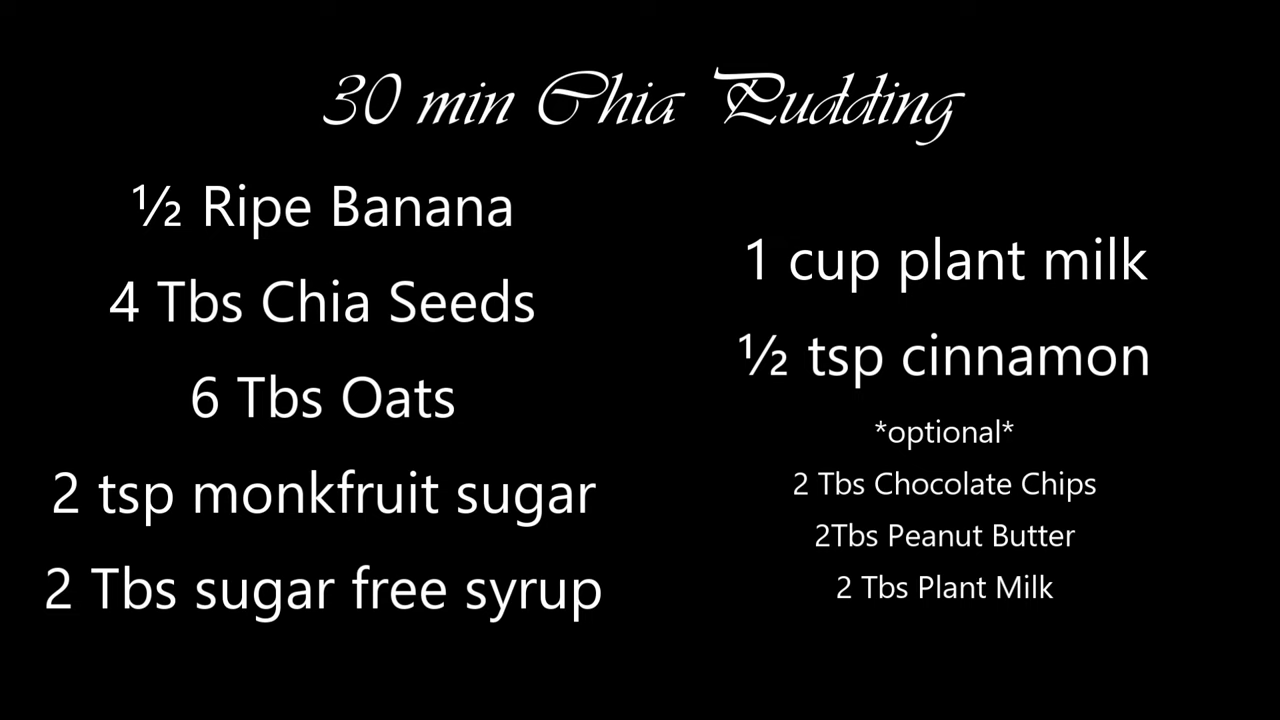 30 min Chia Pudding
½ Ripe Banana
4 Tbs Chia Seeds
6 Tbs Oats
2 tsp monkfruit sugar
2 Tbs sugar free syrup
1 cup plant milk
½ tsp cinnamon
*optional*
2 Tbs Chocolate Chips
2Tbs Peanut Butter
2 Tbs Plant Milk